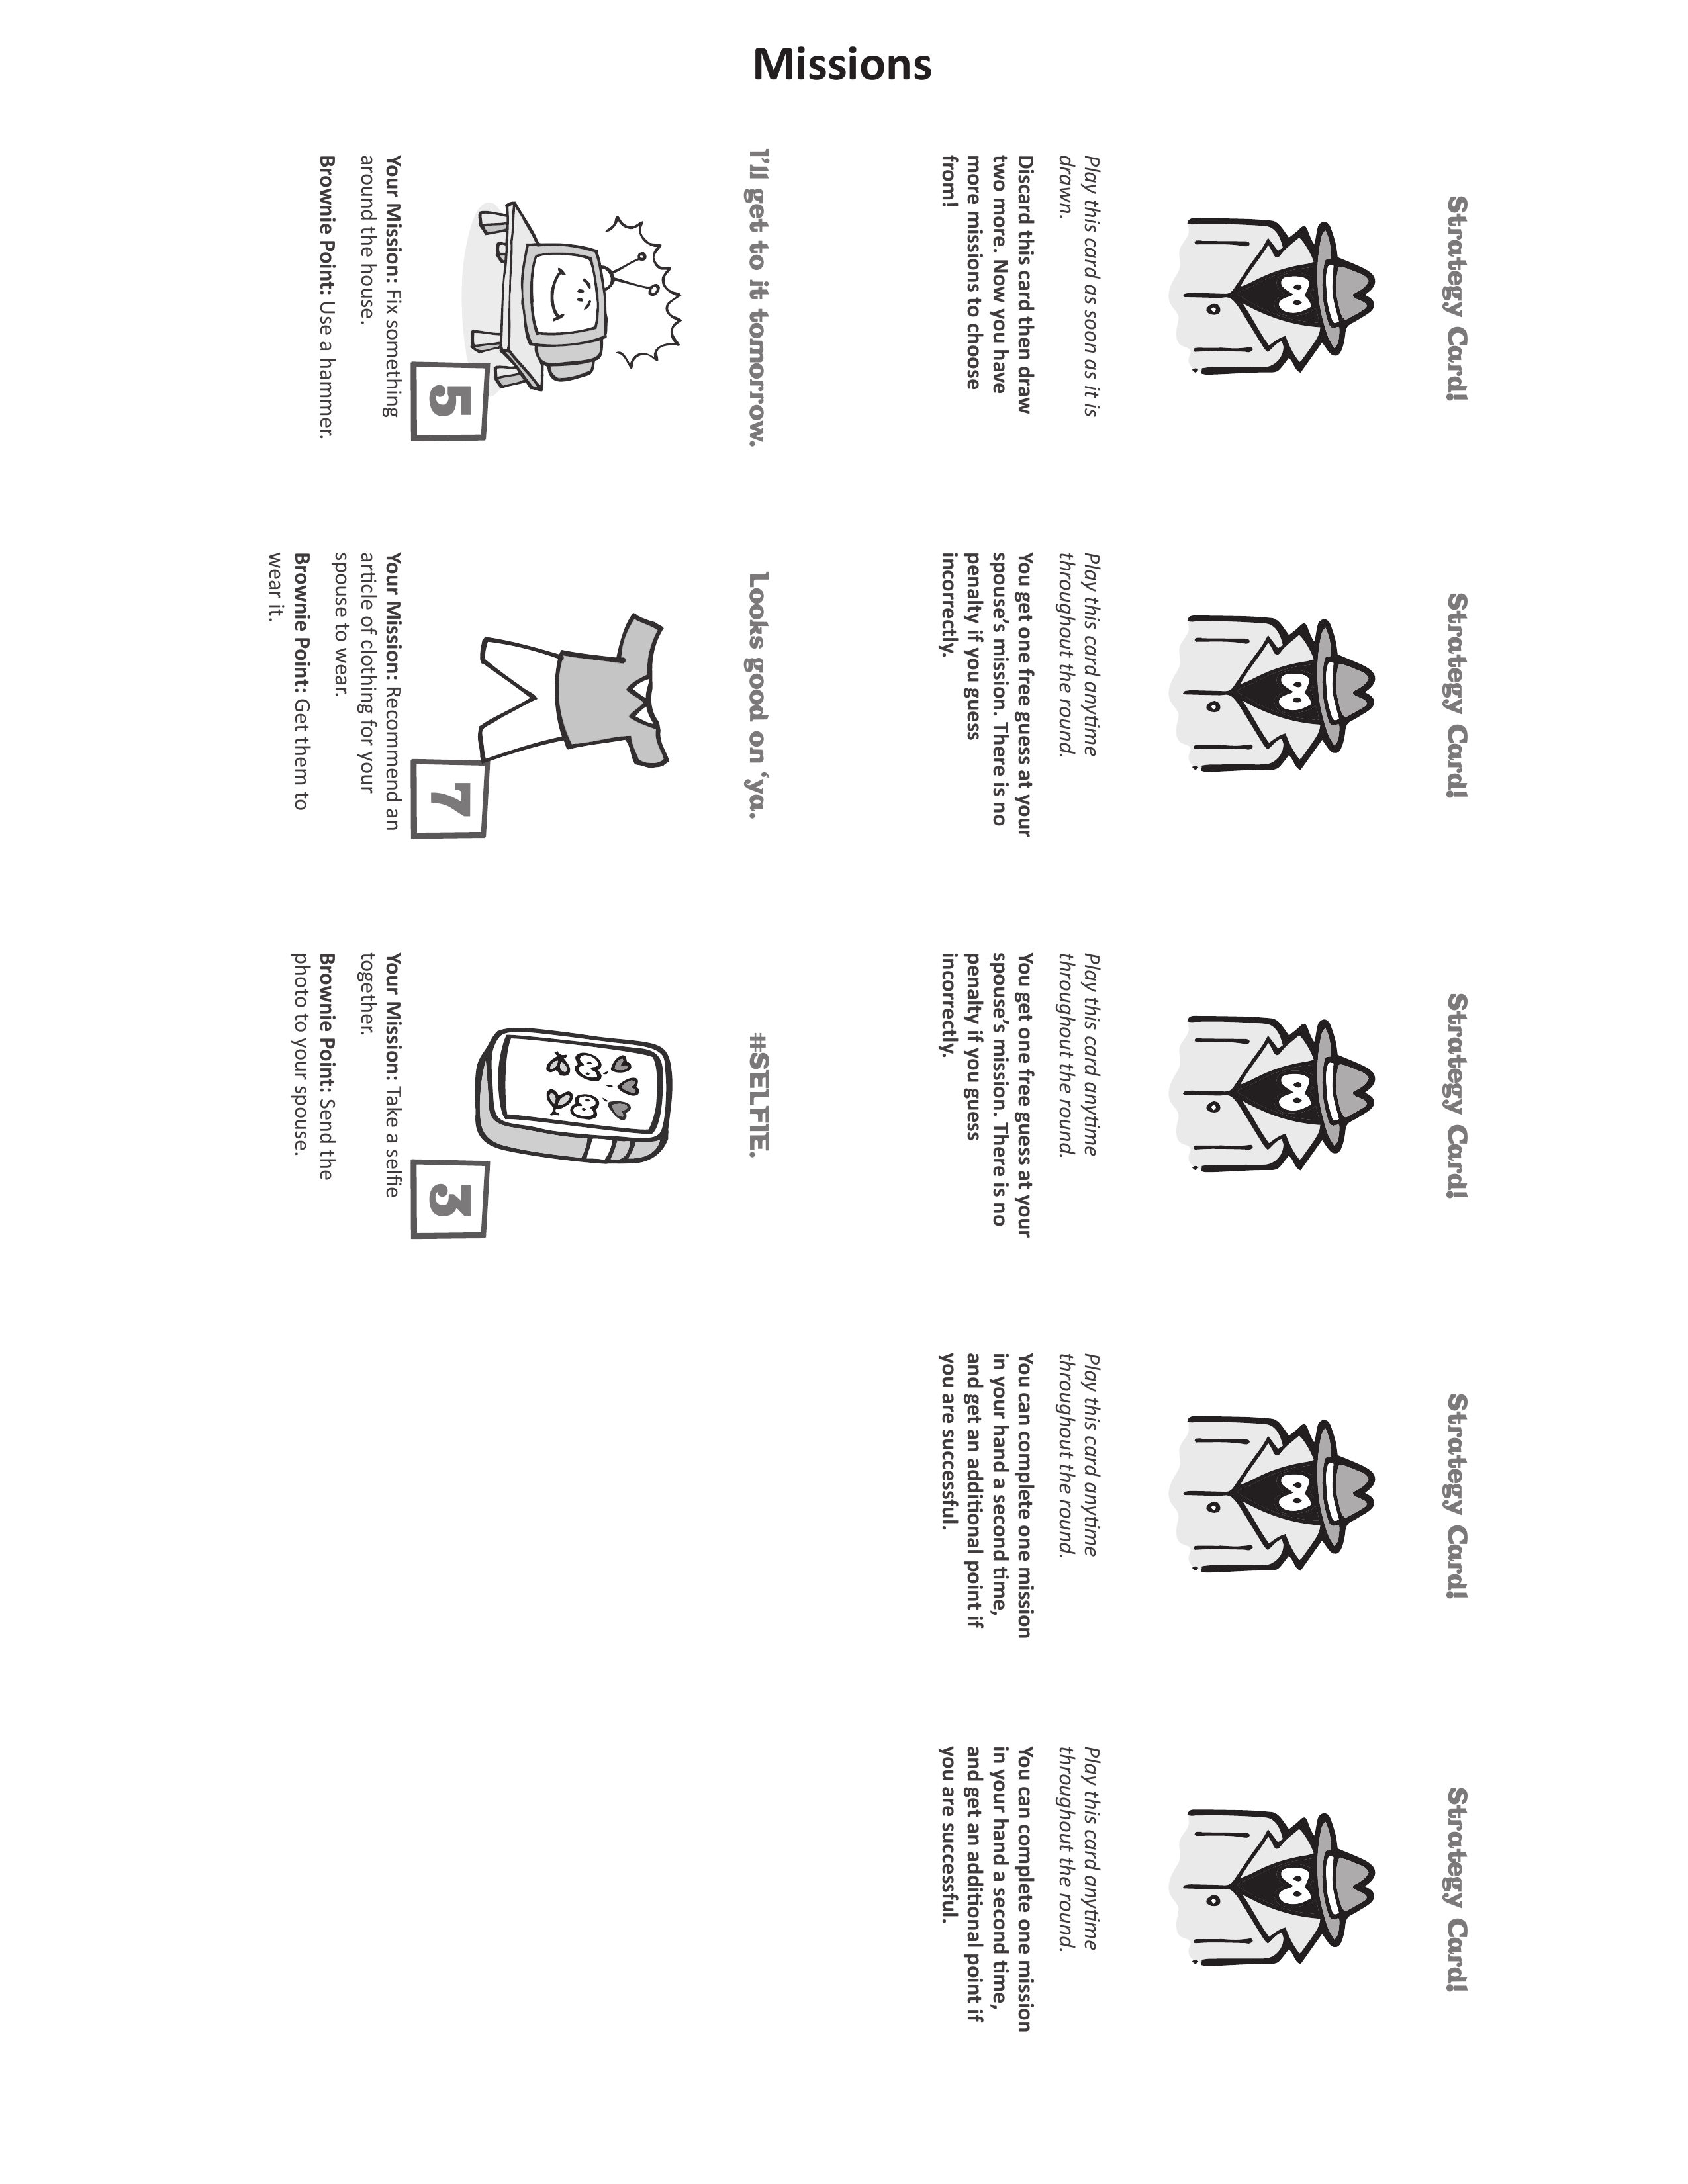 Missions
Strategy Card!
Play this card as soon as it is
drawn.
Discard this card then draw
two more. Now you have
more missions to choose
from!
Strategy Card!
Play this card anytime
throughout the round.
You get one free guess at your
spouse's mission. There is no
penalty if you guess
incorrectly.
Strategy Card!
Play this card anytime
throughout the round.
You get one free guess at your
spouse's mission. There is no
penalty if you guess
incorrectly.
Strategy Card!
Play this card anytime
throughout the round.
You can complete one mission
in your hand a second time,
and get an additional point if
you are successful.
Strategy Card!
Play this card anytime
throughout the round.
You can complete one mission
in your hand a second time,
and get an additional point if
you are successful.
I'll get to it tomorrow.
5
Your Mission: Fix something
around the house.
Brownie Point: Use a hammer.
Looks good on 'ya.
7
Your Mission: Recommend an
article of clothing for your
spouse to wear.
Brownie Point: Get them to
wear it.
#SELFIE.
3
Your Mission: Take a selfie
together.
Brownie Point: Send the
photo to your spouse.